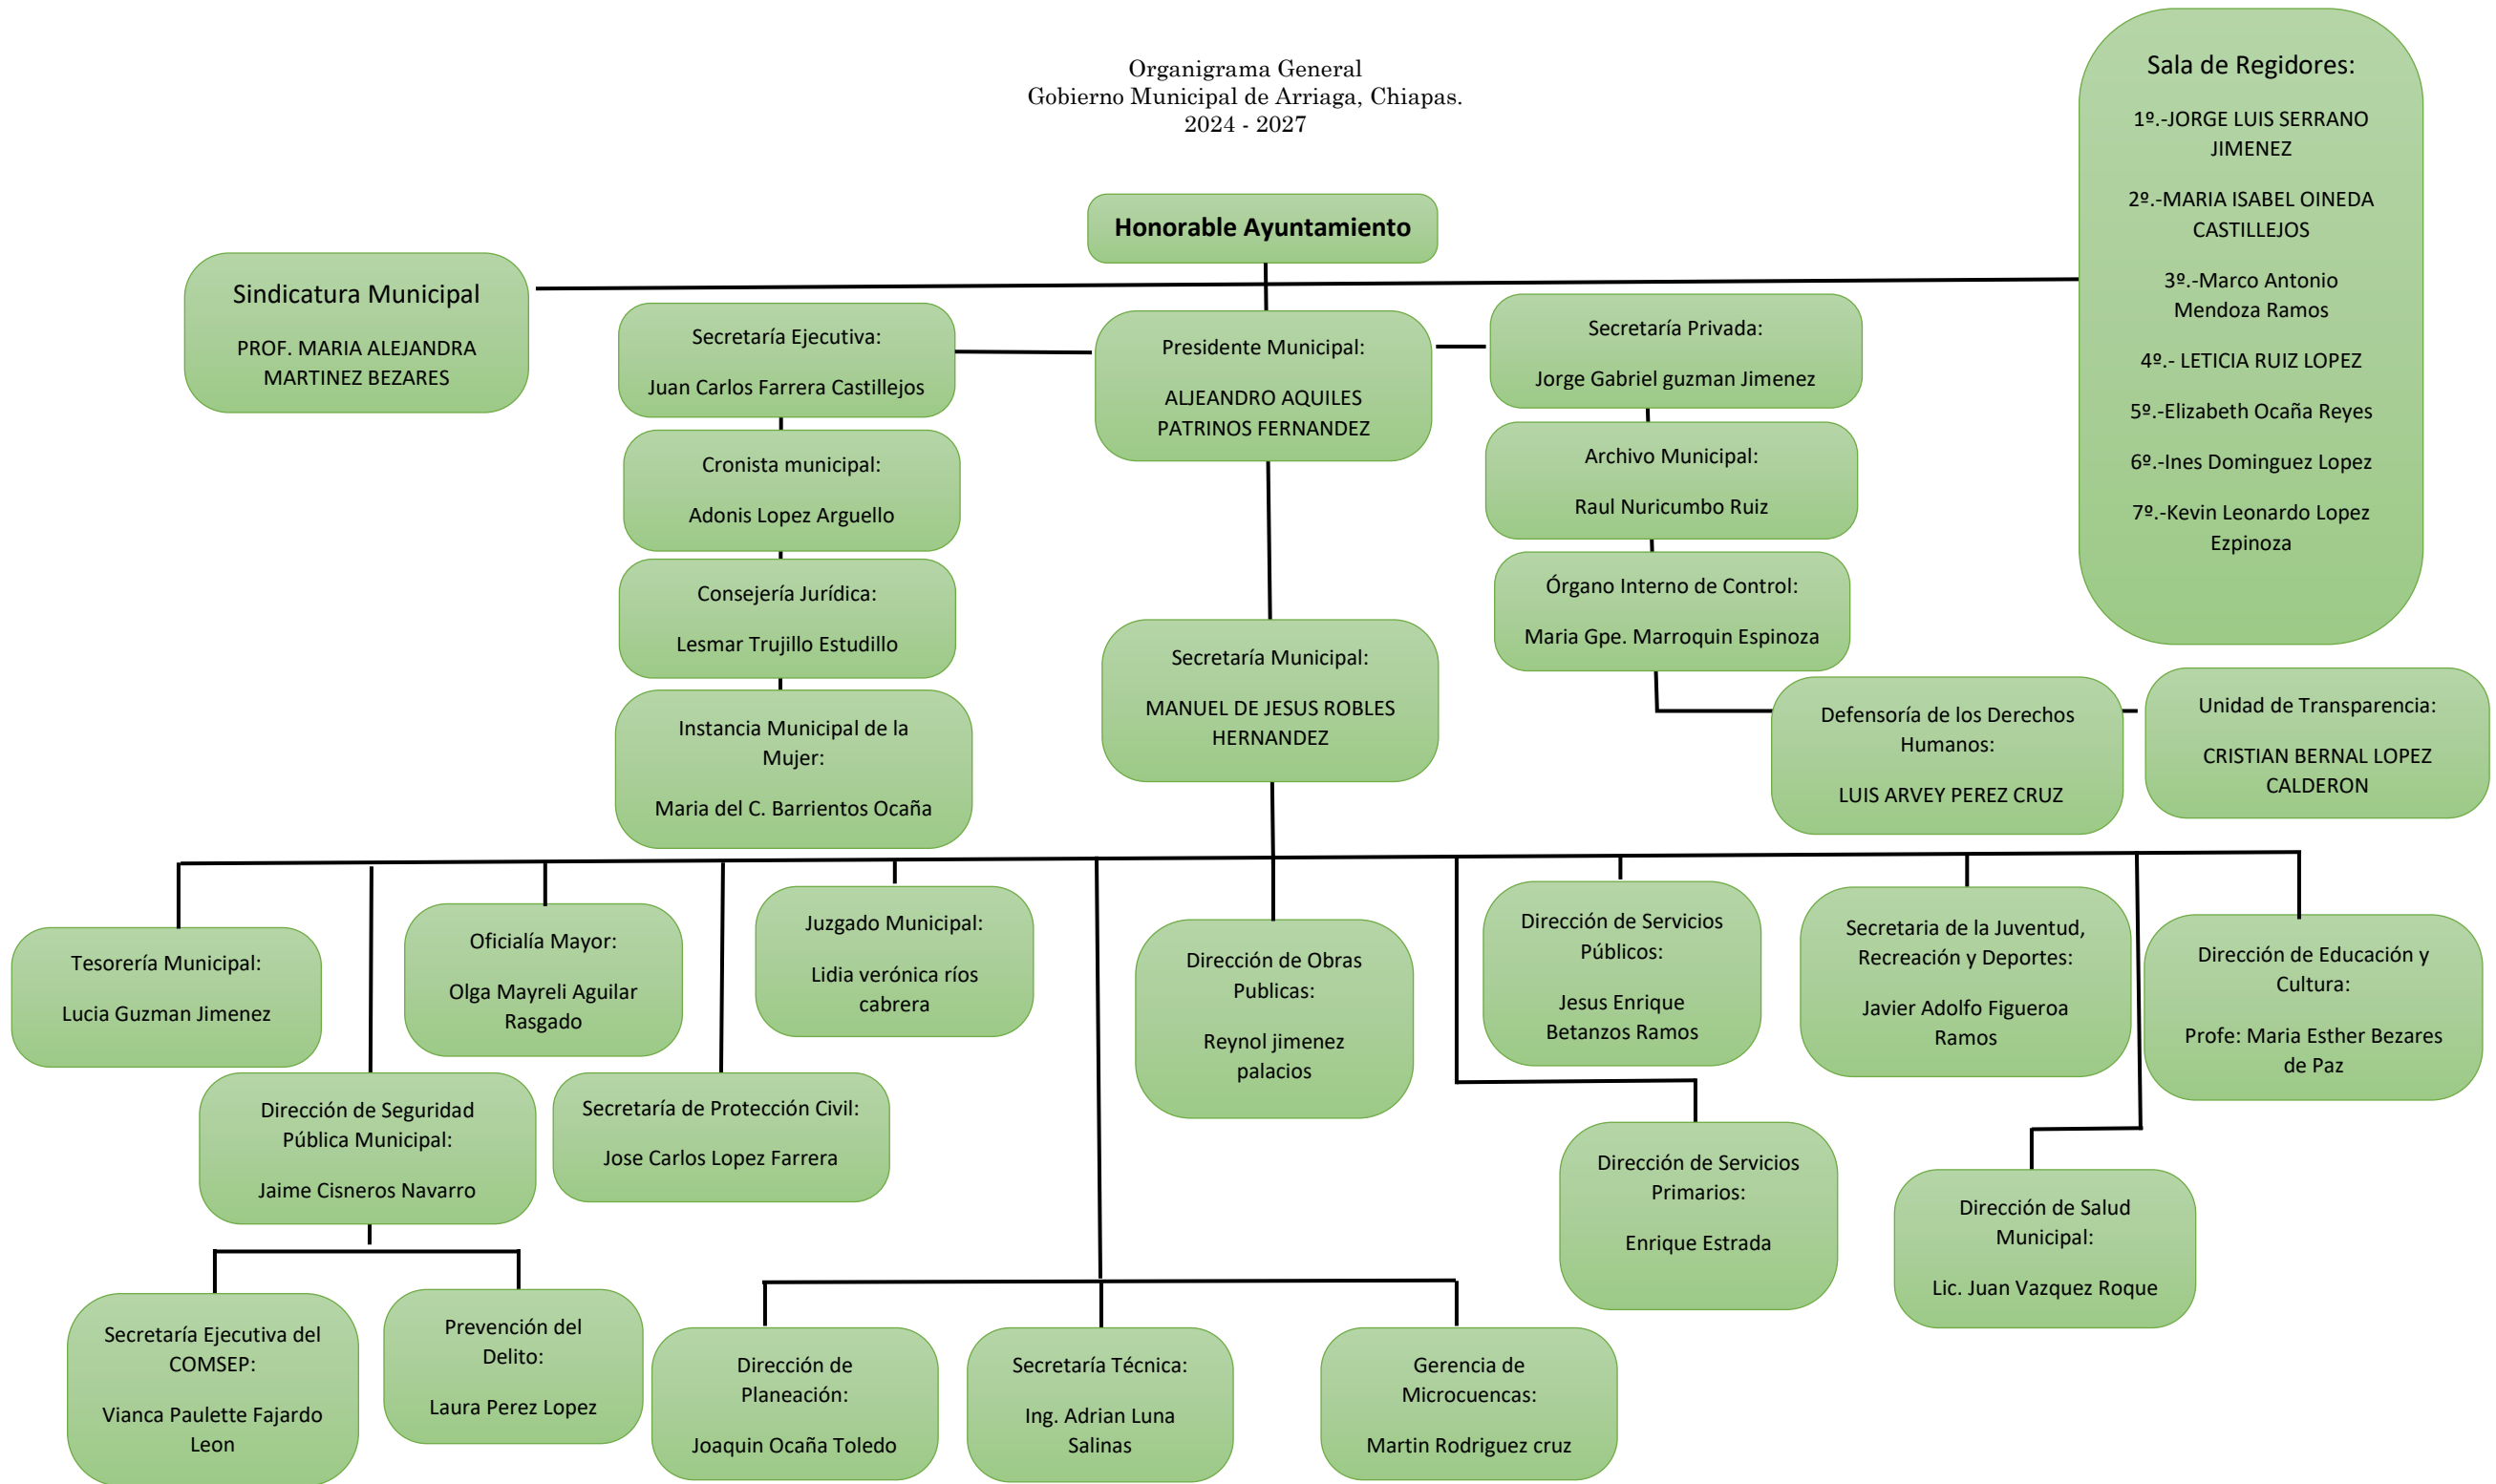 Organigrama General
Gobierno Municipal de Arriaga, Chiapas.
2024 - 2027
Honorable Ayuntamiento
Sindicatura Municipal
PROF. MARIA ALEJANDRA
MARTINEZ BEZARES
Sala de Regidores:
1º.-JORGE LUIS SERRANO
JIMENEZ
2º.-MARIA ISABEL OINEDA
CASTILLEJOS
3º.-Marco Antonio
Mendoza Ramos
4º.- LETICIA RUIZ LOPEZ
5º.-Elizabeth Ocaña Reyes
6º.-Ines Dominguez Lopez
7º.-Kevin Leonardo Lopez
Ezpinoza
Secretaría Ejecutiva:
Juan Carlos Farrera Castillejos
Presidente Municipal:
ALJEANDRO AQUILES
PATRINOS FERNANDEZ
Secretaría Privada:
Jorge Gabriel guzman Jimenez
Cronista municipal:
Adonis Lopez Arguello
Archivo Municipal:
Raul Nuricumbo Ruiz
Consejería Jurídica:
Lesmar Trujillo Estudillo
Órgano Interno de Control:
Maria Gpe. Marroquin Espinoza
Secretaría Municipal:
MANUEL DE JESUS ROBLES
HERNANDEZ
Instancia Municipal de la
Mujer:
Maria del C. Barrientos Ocaña
Defensoría de los Derechos
Humanos:
LUIS ARVEY PEREZ CRUZ
Unidad de Transparencia:
CRISTIAN BERNAL LOPEZ
CALDERON
Tesorería Municipal:
Lucia Guzman Jimenez
Oficialía Mayor:
Olga Mayreli Aguilar
Rasgado
Juzgado Municipal:
Lidia verónica ríos
cabrera
Dirección de Obras
Publicas:
Reynol jimenez
palacios
Dirección de Servicios
Públicos:
Jesus Enrique
Betanzos Ramos
Secretaria de la Juventud,
Recreación y Deportes:
Javier Adolfo Figueroa
Ramos
Dirección de Educación y
Cultura:
Profe: Maria Esther Bezares
de Paz
Dirección de Seguridad
Pública Municipal:
Jaime Cisneros Navarro
Secretaría de Protección Civil:
Jose Carlos Lopez Farrera
Dirección de Servicios
Primarios:
Enrique Estrada
Dirección de Salud
Municipal:
Lic. Juan Vazquez Roque
Secretaría Ejecutiva del
COMSEP:
Vianca Paulette Fajardo
Leon
Prevención del
Delito:
Laura Perez Lopez
Dirección de
Planeación:
Joaquin Ocaña Toledo
Secretaría Técnica:
Ing. Adrian Luna
Salinas
Gerencia de
Microcuencas:
Martin Rodriguez cruz